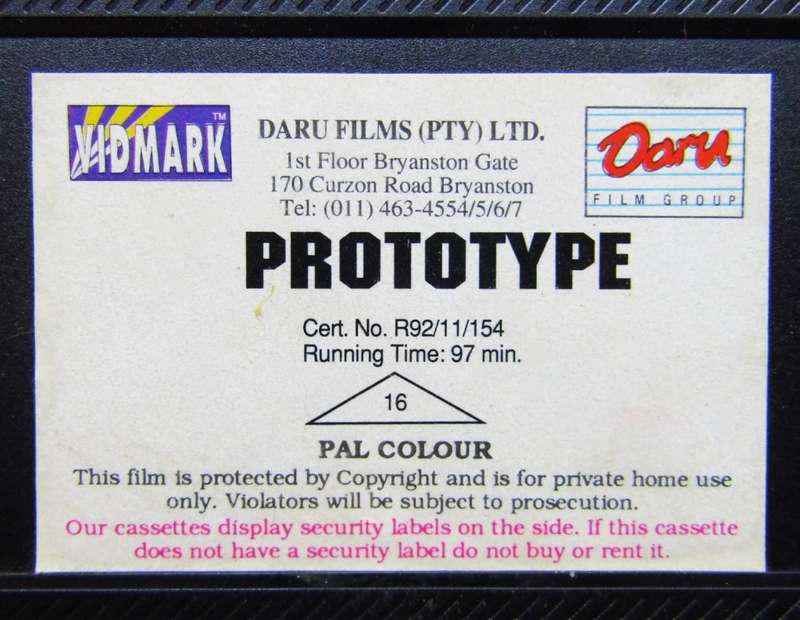 VIDMARK™
DARU FILMS (PTY) LTD.
1st Floor Bryanston Gate
170 Curzon Road Bryanston
Tel: (011) 463-4554/5/6/7
Daru
FILM GROUP
PROTOTYPE
Cert. No. R92/11/154
Running Time: 97 min.
16
PAL COLOUR
This film is protected by Copyright and is for private home use
only. Violators will be subject to prosecution.
Our cassettes display security labels on the side. If this cassette
does not have a security label do not buy or rent it.